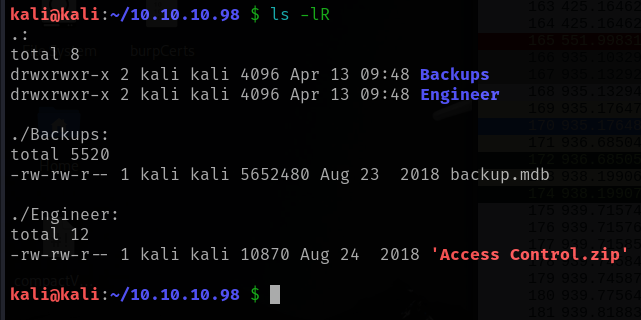 kali@kali:~/10.10.10.98 $ ls -lR
.:
total 8
drwxrwxr-x 2 kali kali 4096 Apr 13 09:48 Backups
drwxrwxr-x 2 kali kali 4096 Apr 13 09:48 Engineer
./Backups:
total 5520
-rw-rw-r-- 1 kali kali 5652480 Aug 23  2018 backup.mdb
./Engineer:
total 12
-rw-rw-r-- 1 kali kali 10870 Aug 24  2018 'Access Control.zip'
kali@kali:~/10.10.10.98 $